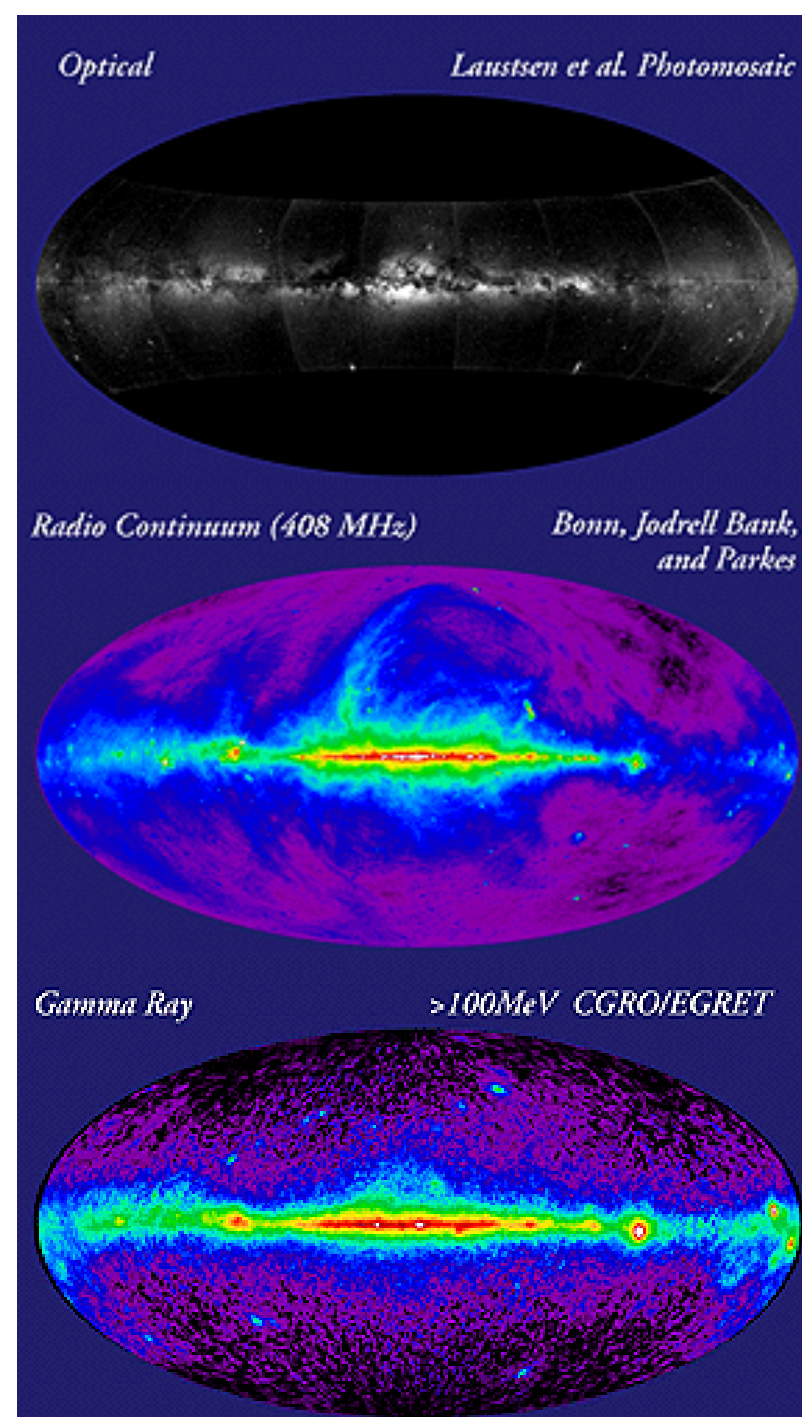 Optical
Laustsen et al. Photomosaic
Radio Continuum (408 MHz)
Bonn, Jodrell Bank,
and Parkes
Gamma Ray
>100MeV CGRO/EGRET